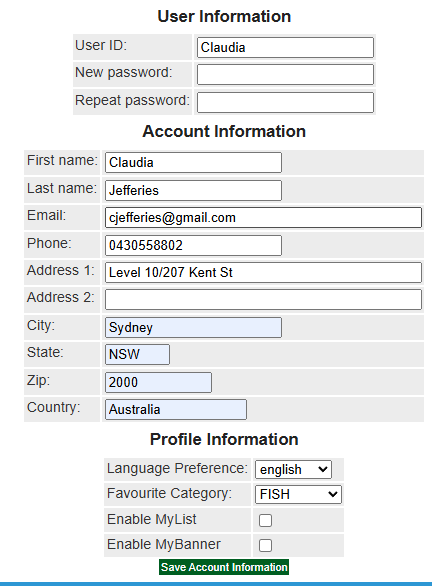 User Information
User ID: Claudia
New password:
Repeat password:
Account Information
First name: Claudia
Last name: Jefferies
Email: cjefferies@gmail.com
Phone: 0430558802
Address 1: Level 10/207 Kent St
Address 2:
City: Sydney
State: NSW
Zip: 2000
Country: Australia
Profile Information
Language Preference: english
Favourite Category: FISH
Enable MyList
Enable MyBanner
Save Account Information